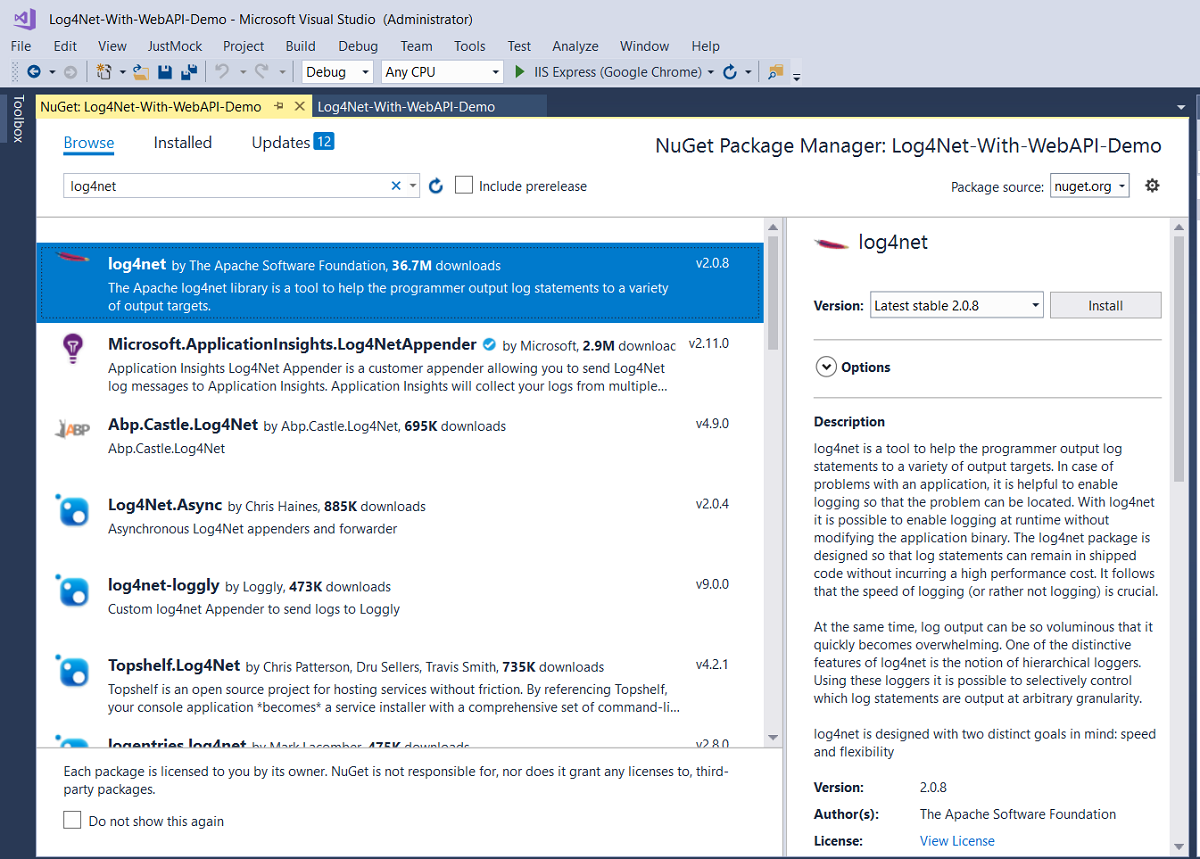 Log4Net-With-WebAPI-Demo - Microsoft Visual Studio (Administrator)
File Edit View JustMock Project Build Debug Team Tools Test Analyze Window Help
Debug Any CPU IIS Express (Google Chrome)
Toolbox
NuGet: Log4Net-With-WebAPI-Demo Log4Net-With-WebAPI-Demo
Browse Installed Updates 12
NuGet Package Manager: Log4Net-With-WebAPI-Demo
log4net Include prerelease
Package source: nuget.org
log4net by The Apache Software Foundation, 36.7M downloads v2.0.8
The Apache log4net library is a tool to help the programmer output log statements to a variety
of output targets.
Microsoft.ApplicationInsights.Log4NetAppender by Microsoft, 2.9M downloac v2.11.0
Application Insights Log4Net Appender is a customer appender allowing you to send Log4Net
log messages to Application Insights. Application Insights will collect your logs from multiple...
ABP
Abp.Castle.Log4Net by Abp.Castle.Log4Net, 695K downloads v4.9.0
Abp.Castle.Log4Net
Log4Net.Async by Chris Haines, 885K downloads v2.0.4
Asynchronous Log4Net appenders and forwarder
log4net-loggly by Loggly, 473K downloads v9.0.0
Custom log4net Appender to send logs to Loggly
Topshelf.Log4Net by Chris Patterson, Dru Sellers, Travis Smith, 735K downloads v4.2.1
Topshelf is an open source project for hosting services without friction. By referencing Topshelf,
your console application *becomes* a service installer with a comprehensive set of command-li...
logentries.log4net by Mark Lacomber, 475K downloads v2.8.0
Each package is licensed to you by its owner. NuGet is not responsible for, nor does it grant any licenses to, third-
party packages.
Do not show this again
log4net
Version: Latest stable 2.0.8 Install
Options
Description
log4net is a tool to help the programmer output log
statements to a variety of output targets. In case of
problems with an application, it is helpful to enable
logging so that the problem can be located. With log4net
it is possible to enable logging at runtime without
modifying the application binary. The log4net package is
designed so that log statements can remain in shipped
code without incurring a high performance cost. It follows
that the speed of logging (or rather not logging) is crucial.
At the same time, log output can be so voluminous that it
quickly becomes overwhelming. One of the distinctive
features of log4net is the notion of hierarchical loggers.
Using these loggers it is possible to selectively control
which log statements are output at arbitrary granularity.
log4net is designed with two distinct goals in mind: speed
and flexibility
Version: 2.0.8
Author(s): The Apache Software Foundation
License: View License